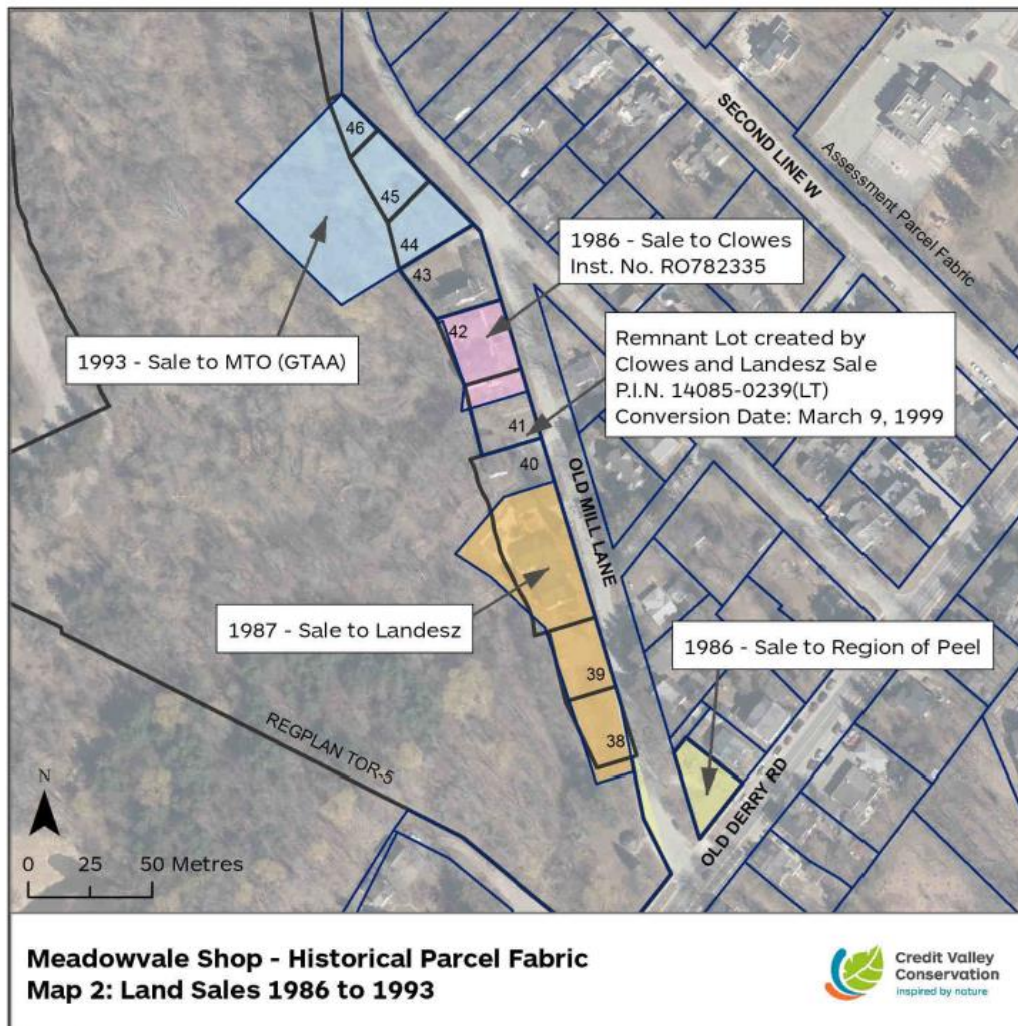 46
45
44
43
42
41
40
39
38
SECOND LINE W
Assessment Parcel Fabric
1986 - Sale to Clowes
Inst. No. RO782335
1993 - Sale to MTO (GTAA)
Remnant Lot created by
Clowes and Landesz Sale
P.I.N. 14085-0239(LT)
Conversion Date: March 9, 1999
OLD MILL LANE
1987 - Sale to Landesz
1986 - Sale to Region of Peel
REGPLAN TOR-5
OLD DERRY RD
N
0 25 50 Metres
Meadowvale Shop - Historical Parcel Fabric
Map 2: Land Sales 1986 to 1993
Credit Valley
Conservation
inspired by nature